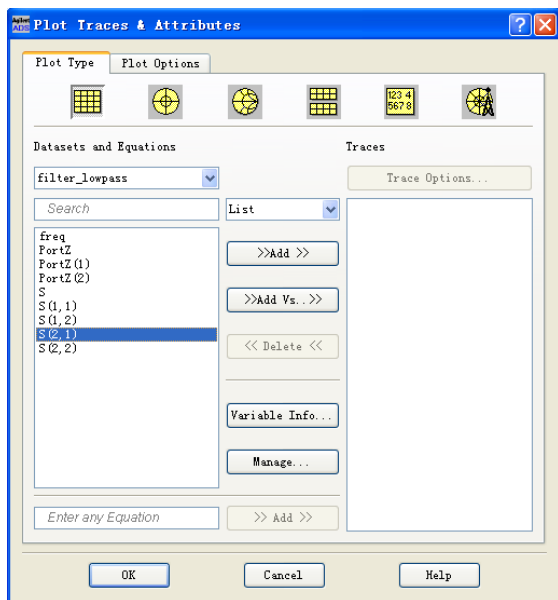 Agilent ADS Plot Traces & Attributes
Plot Type Plot Options
123 4
567 8
Datasets and Equations Traces
filter_lowpass Trace Options...
Search List
freq
PortZ
PortZ(1)
PortZ(2)
S
S(1,1)
S(1,2)
S(2,1)
S(2,2)
>>Add >>
>>Add Vs..>>
<< Delete <<
Variable Info...
Manage...
Enter any Equation >> Add >>
OK Cancel Help